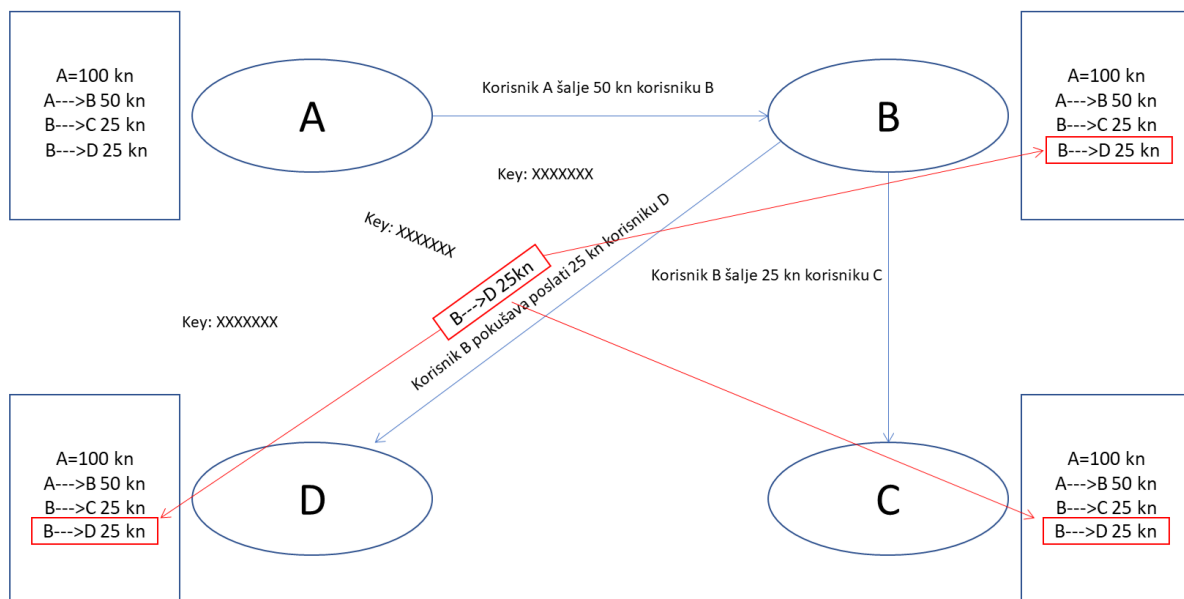 A=100 kn
A--->B 50 kn
B--->C 25 kn
B--->D 25 kn
A
Korisnik A šalje 50 kn korisniku B
B
A=100 kn
A--->B 50 kn
B--->C 25 kn
B--->D 25 kn
Key: XXXXXXX
Key: XXXXXXX
Key: XXXXXXX
B--->D 25kn
Korisnik B pokušava poslati 25 kn korisniku D
Korisnik B šalje 25 kn korisniku C
A=100 kn
A--->B 50 kn
B--->C 25 kn
B--->D 25 kn
D
C
A=100 kn
A--->B 50 kn
B--->C 25 kn
B--->D 25 kn